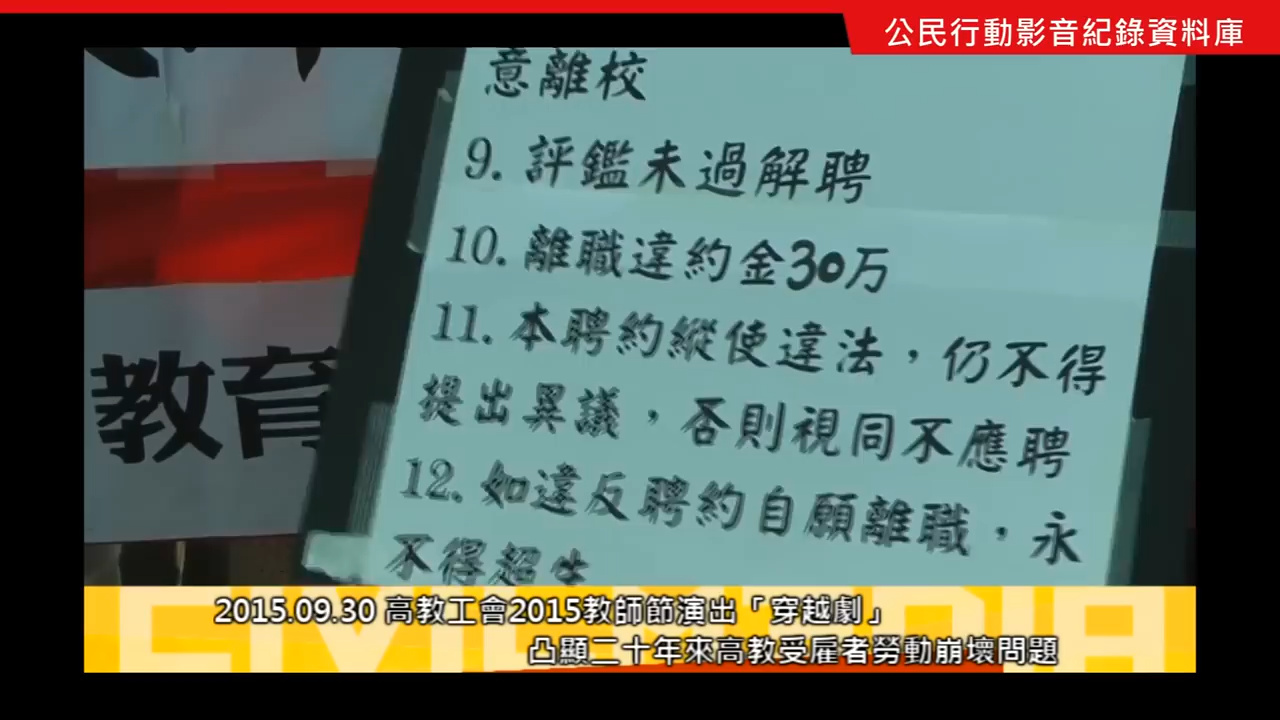 公民行動影音紀錄資料庫
意離校
9. 評鑑未過解聘
10. 離職違約金30万
11. 本聘約縱使違法，仍不得
提出異議，否則視同不應聘
12. 如違反聘約自願離職，永
不得超生
教育
2015.09.30 高教工會2015教師節演出「穿越劇」
凸顯二十年來高教受雇者勞動崩壞問題